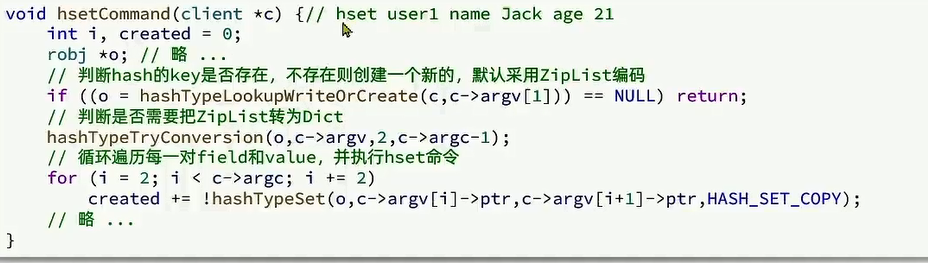 void hsetCommand(client *c) {// hset user1 name Jack age 21
    int i, created = 0;
    robj *o; // 略 ...
    // 判断hash的key是否存在，不存在则创建一个新的，默认采用ZipList编码
    if ((o = hashTypeLookupWriteOrCreate(c,c->argv[1])) == NULL) return;
    // 判断是否需要把ZipList转为Dict
    hashTypeTryConversion(o,c->argv,2,c->argc-1);
    // 循环遍历每一对field和value，并执行hset命令
    for (i = 2; i < c->argc; i += 2)
        created += !hashTypeSet(o,c->argv[i]->ptr,c->argv[i+1]->ptr,HASH_SET_COPY);
    // 略 ...
}